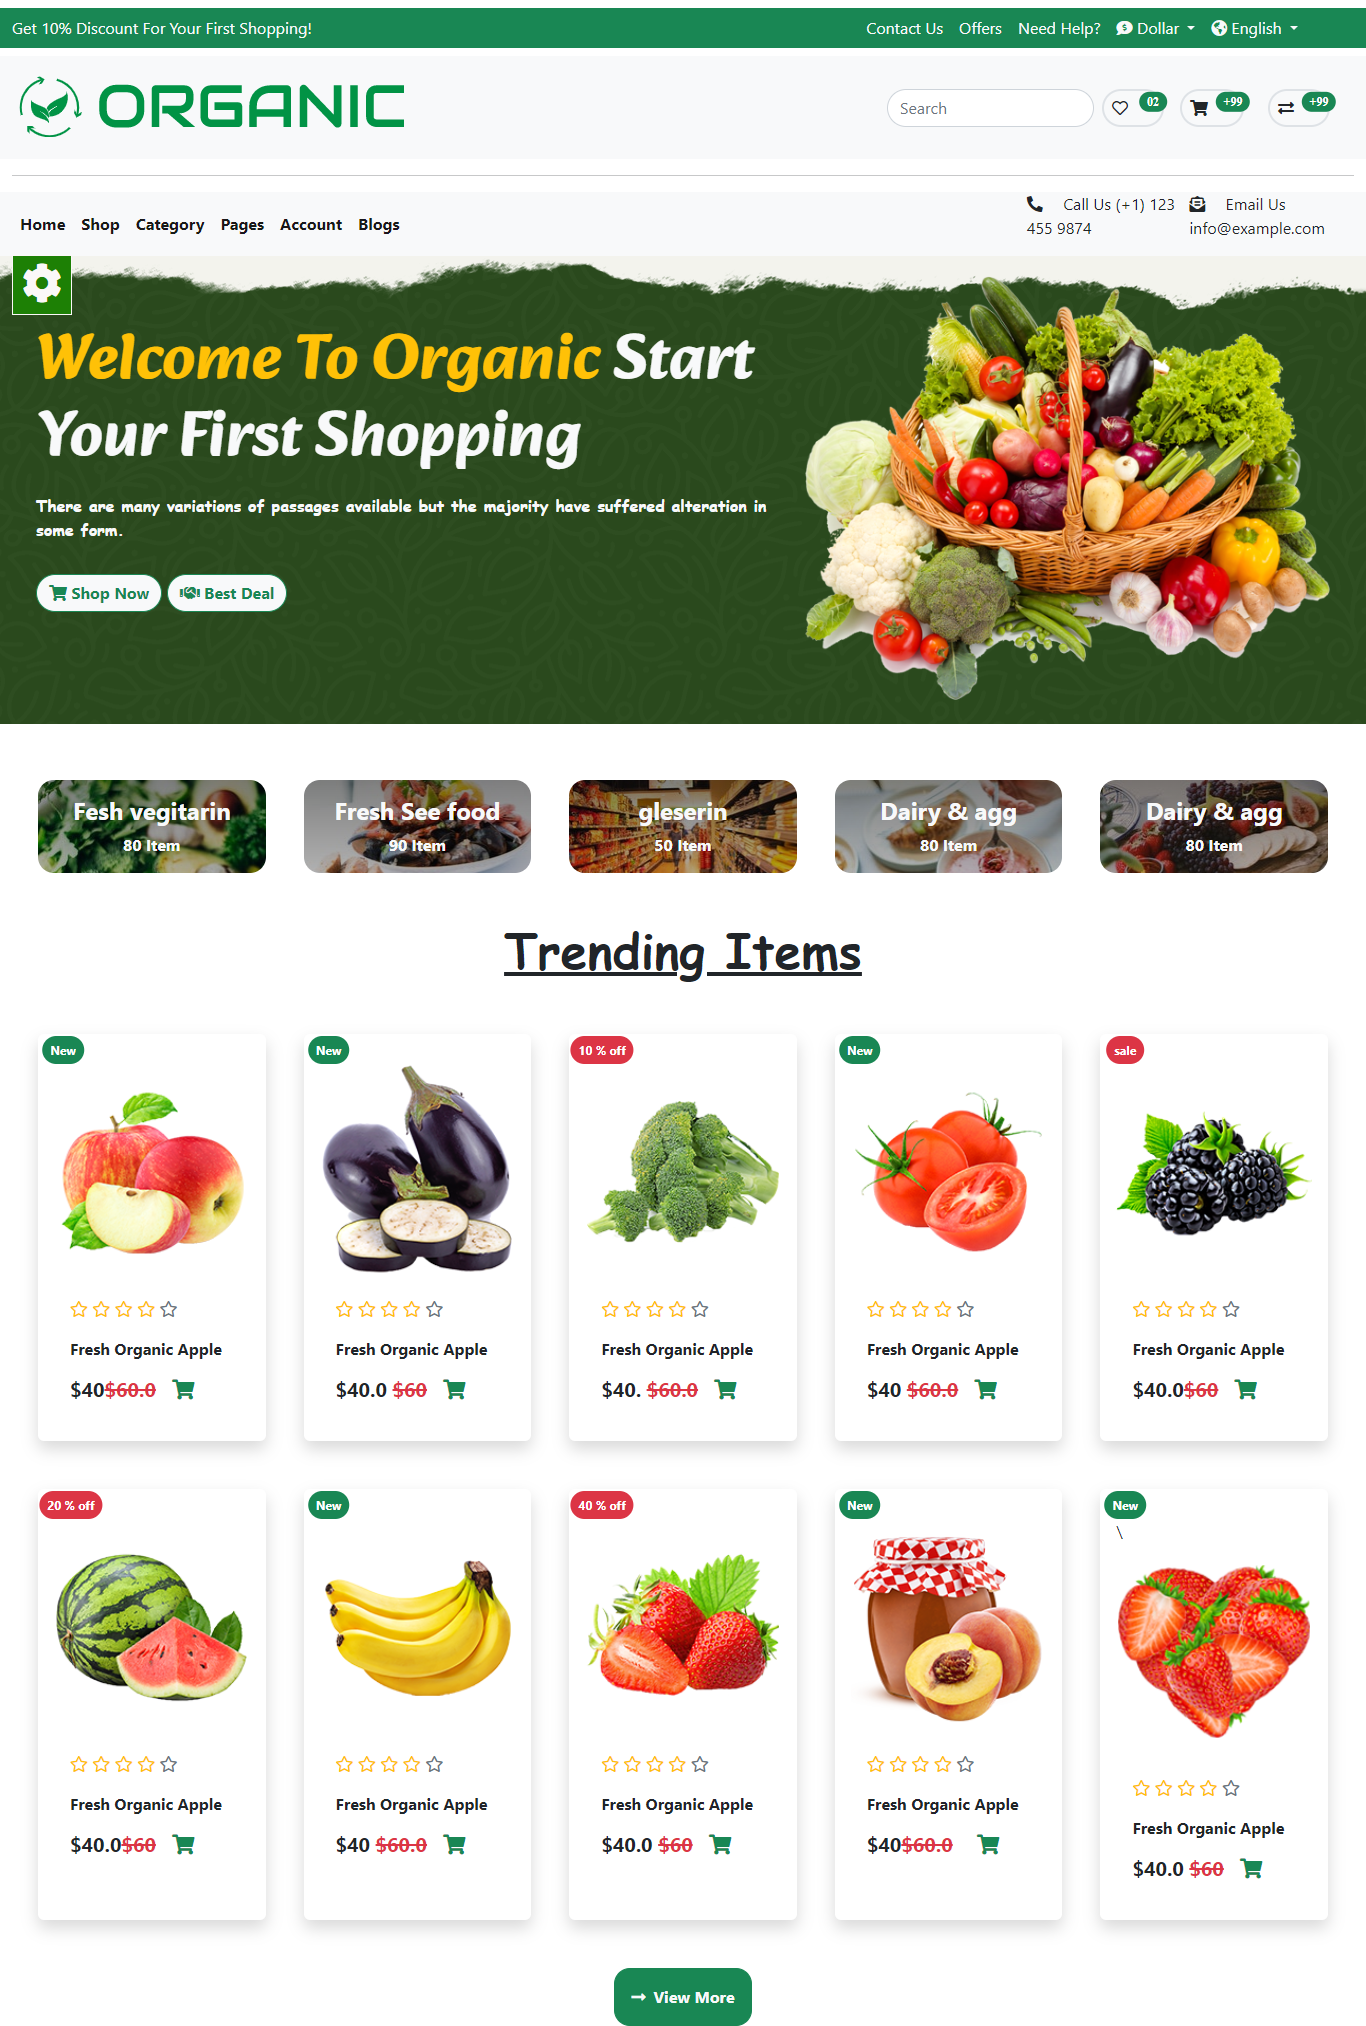 Get 10% Discount For Your First Shopping!
Contact Us Offers Need Help? Dollar English
ORGANIC
Search
02
+99
+99
Home Shop Category Pages Account Blogs
Call Us (+1) 123
455 9874
Email Us
info@example.com
Welcome To Organic Start
Your First Shopping
There are many variations of passages available but the majority have suffered alteration in
some form.
Shop Now
Best Deal
Fesh vegitarin
80 Item
Fresh See food
90 Item
gleserin
50 Item
Dairy & agg
80 Item
Dairy & agg
80 Item
Trending Items
New
Fresh Organic Apple
$40$60.0
New
Fresh Organic Apple
$40.0 $60
10 % off
Fresh Organic Apple
$40. $60.0
New
Fresh Organic Apple
$40 $60.0
sale
Fresh Organic Apple
$40.0$60
20 % off
Fresh Organic Apple
$40.0$60
New
Fresh Organic Apple
$40 $60.0
40 % off
Fresh Organic Apple
$40.0 $60
New
Fresh Organic Apple
$40$60.0
New
\
Fresh Organic Apple
$40.0 $60
View More